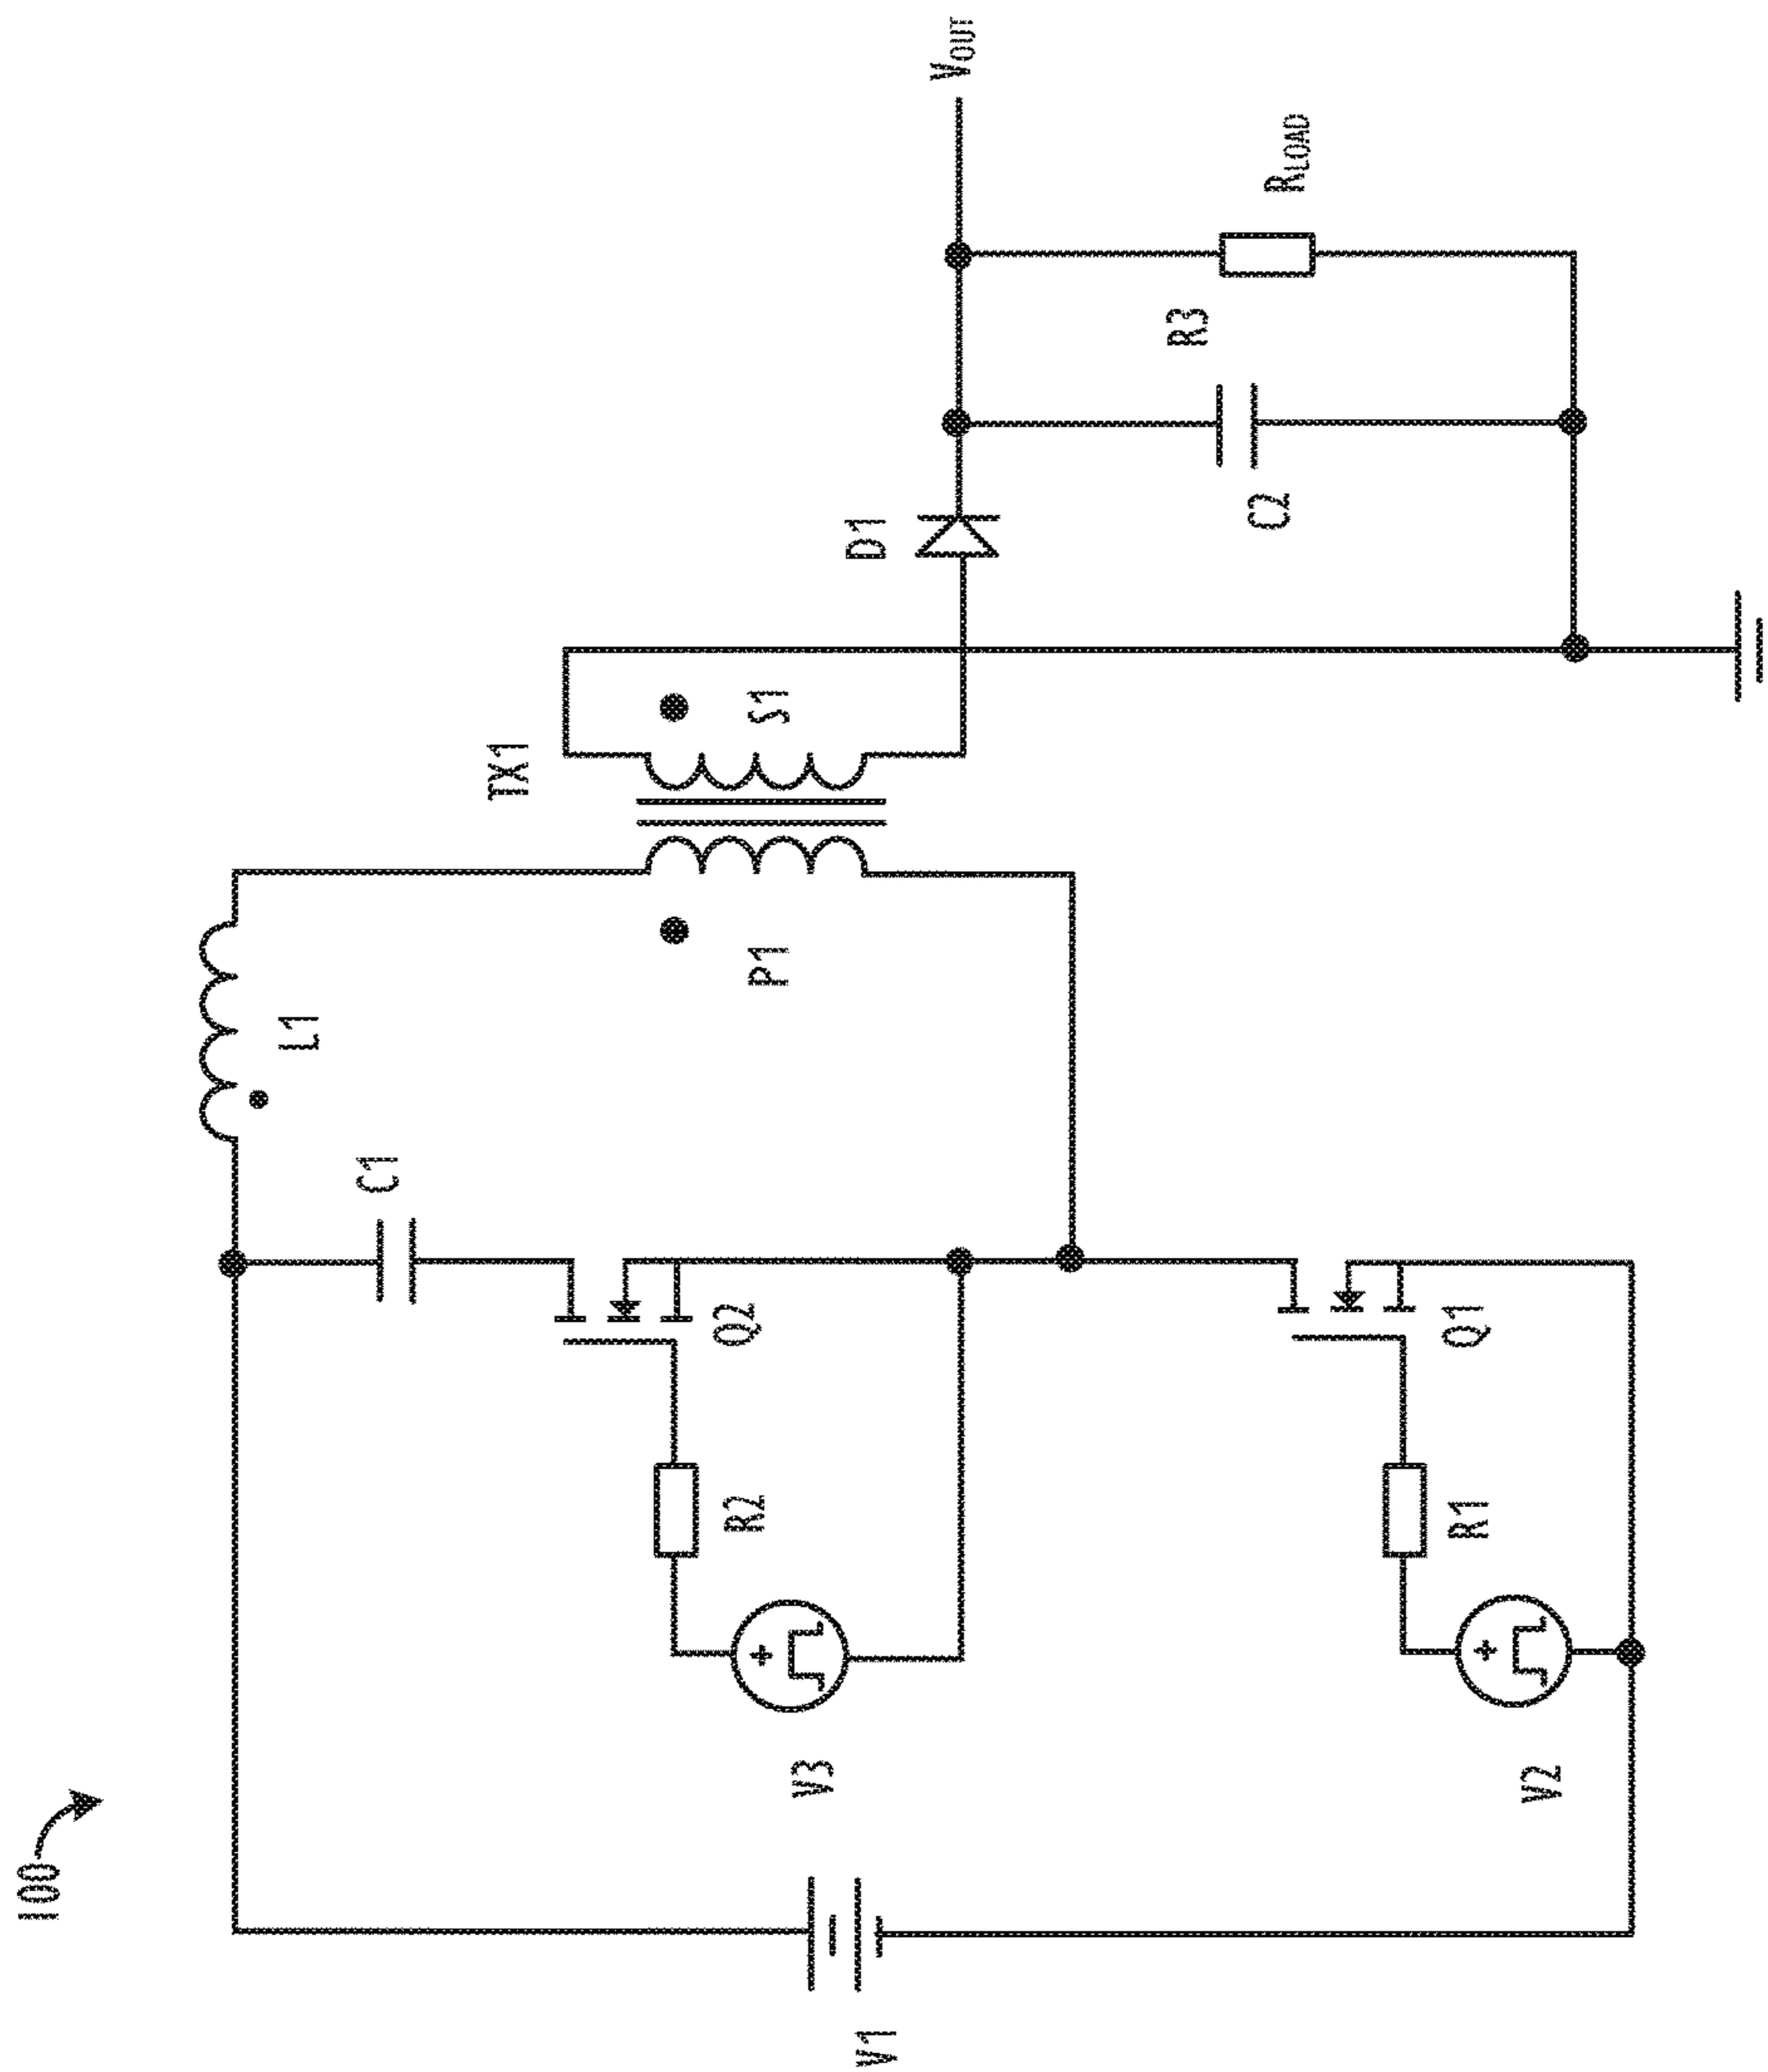 100
V1
V3
V2
R2
R1
Q2
Q1
C1
L1
P1
TX1
S1
D1
C2
R3
RLOAD
VOUT
+
+